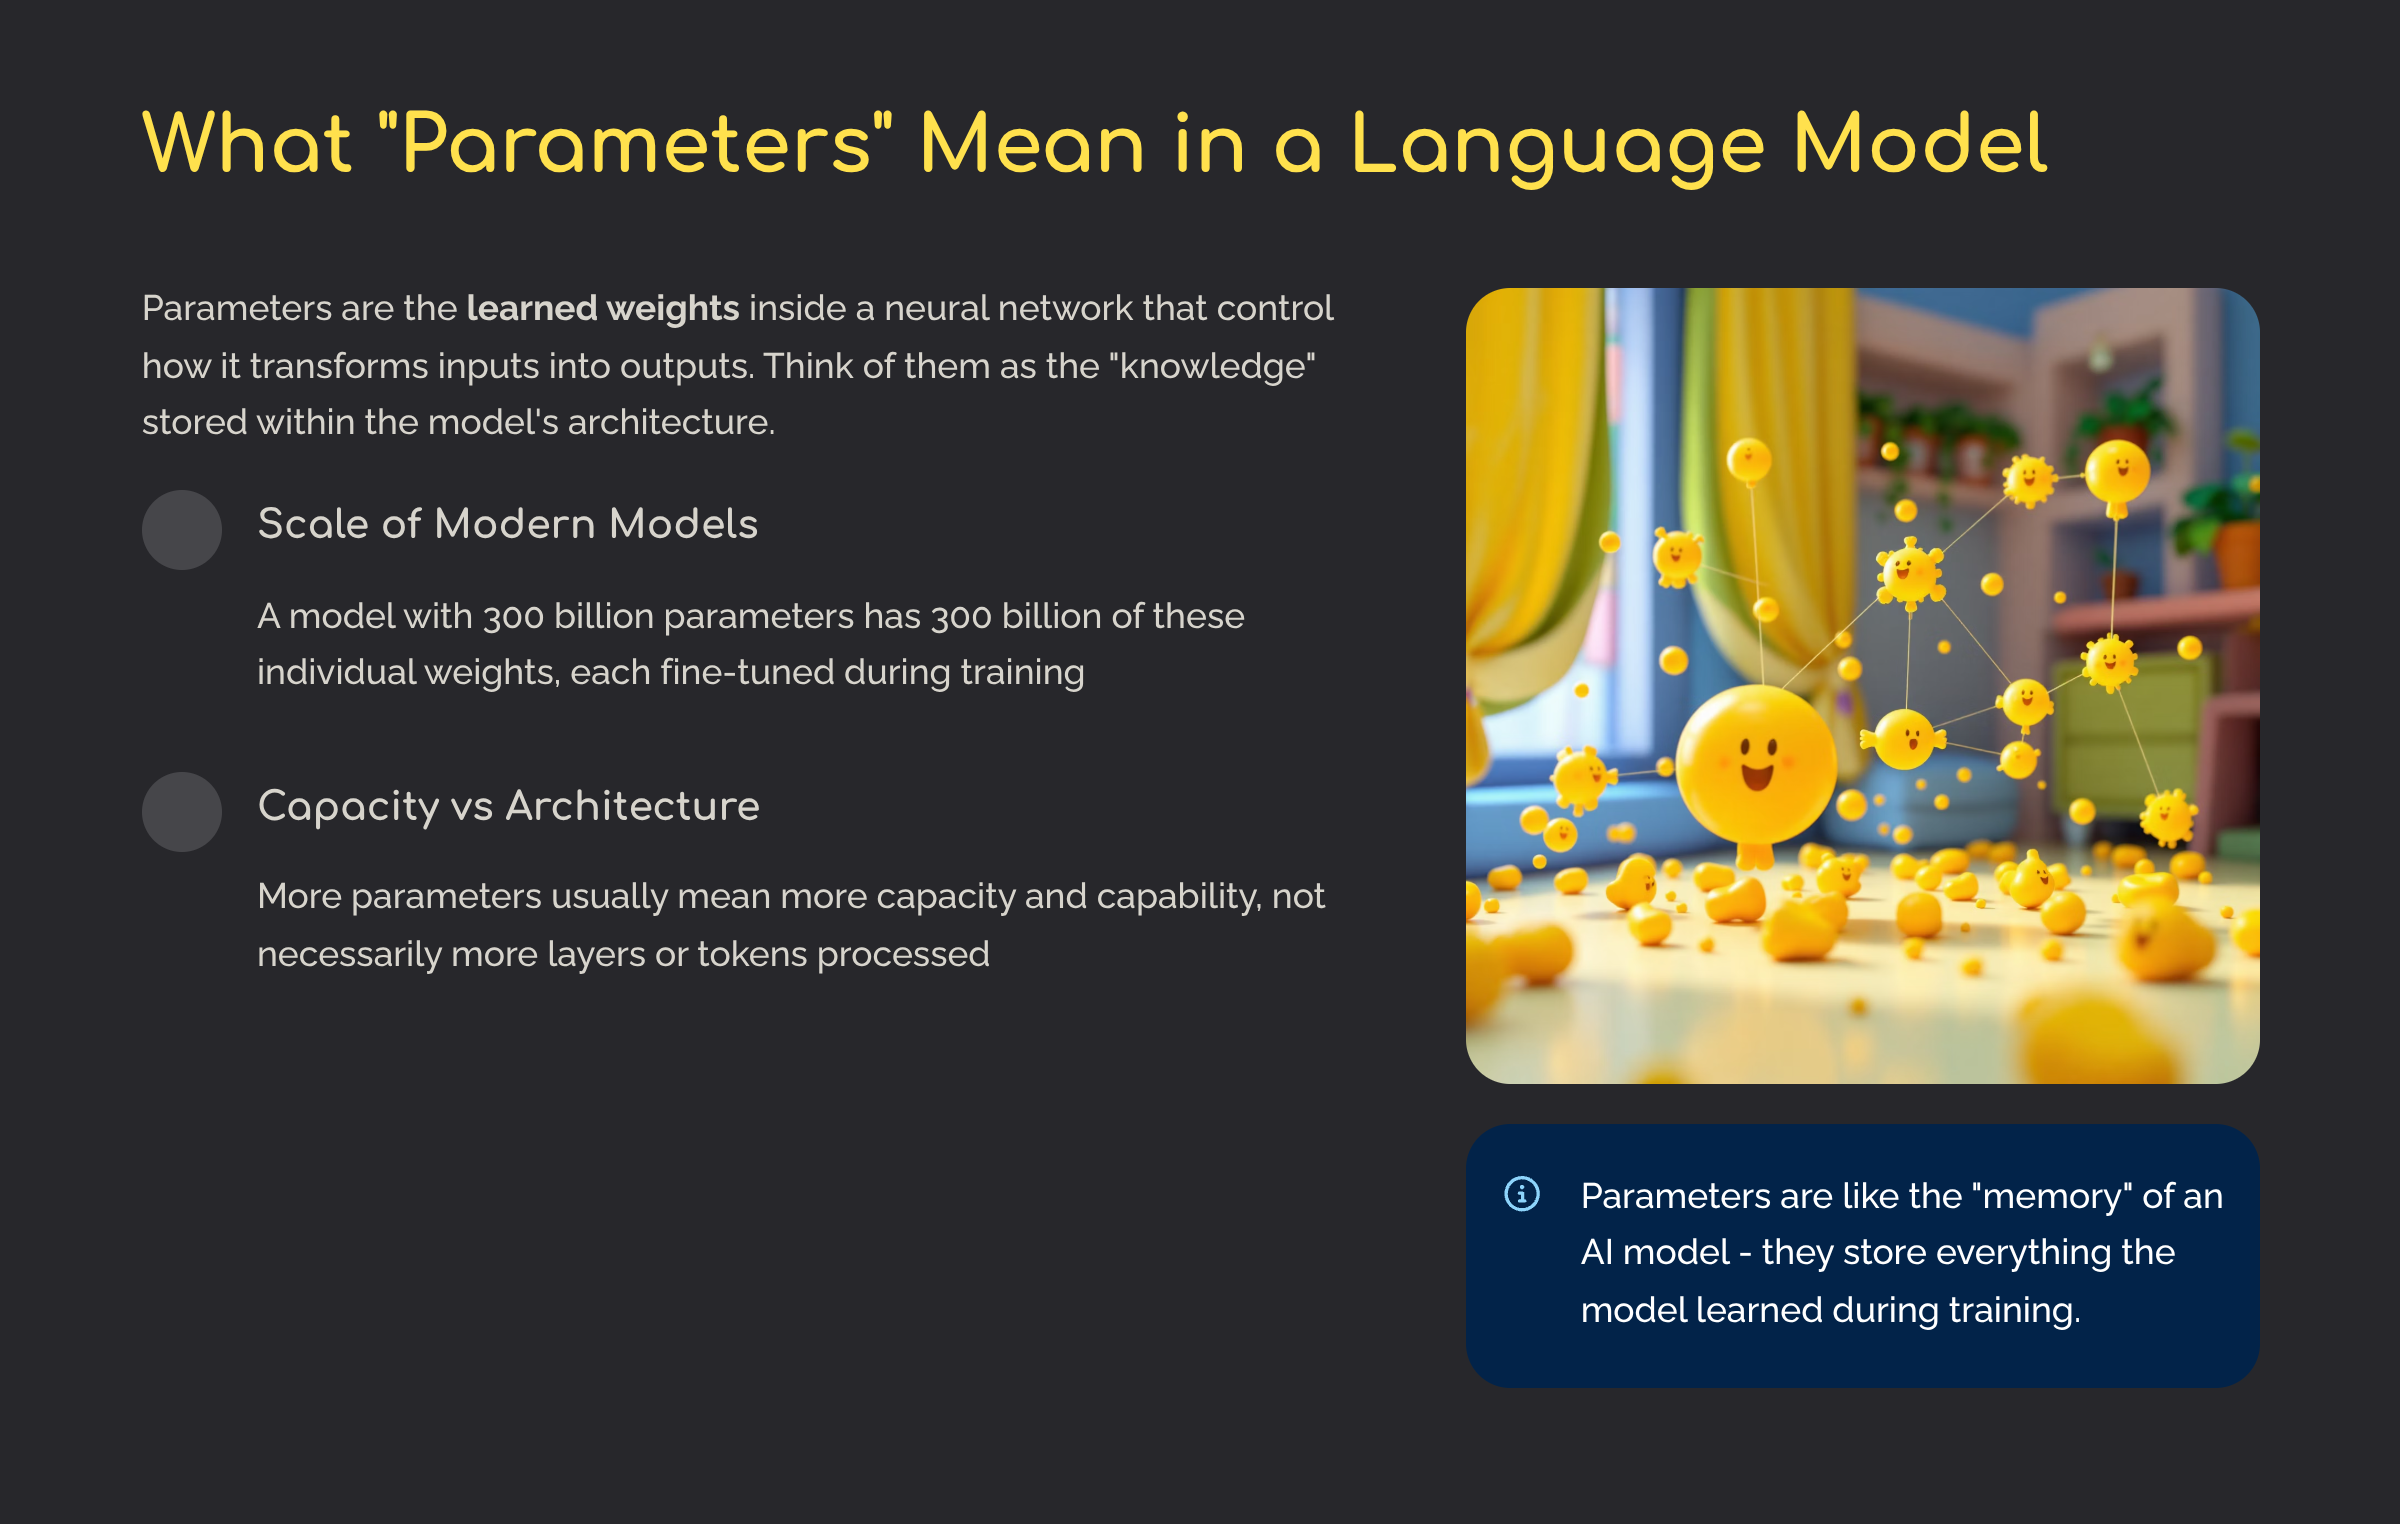 What "Parameters" Mean in a Language Model
Parameters are the learned weights inside a neural network that control
how it transforms inputs into outputs. Think of them as the "knowledge"
stored within the model's architecture.
Scale of Modern Models
A model with 300 billion parameters has 300 billion of these
individual weights, each fine-tuned during training
Capacity vs Architecture
More parameters usually mean more capacity and capability, not
necessarily more layers or tokens processed
Parameters are like the "memory" of an
AI model - they store everything the
model learned during training.